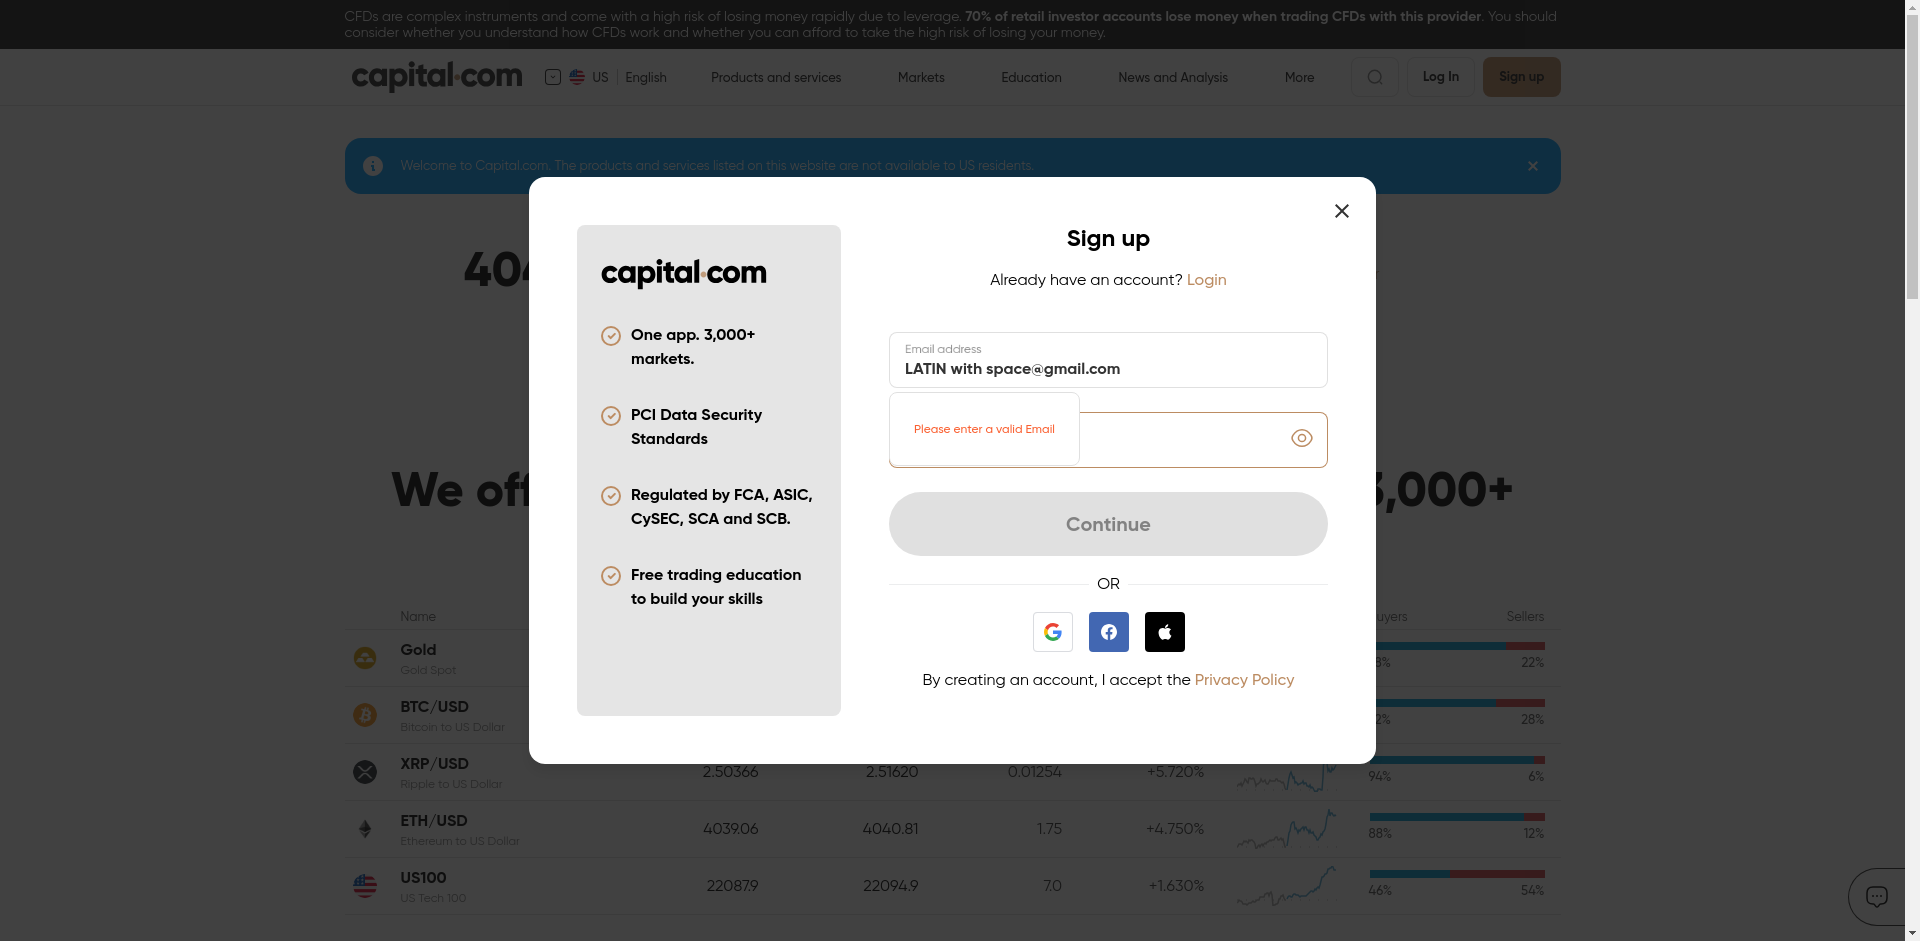 CFDs are complex instruments and come with a high risk of losing money rapidly due to leverage. 70% of retail investor accounts lose money when trading CFDs with this provider. You should
consider whether you understand how CFDs work and whether you can afford to take the high risk of losing your money.
capital.com
US
English
Products and services
Markets
Education
News and Analysis
More
Log In
Sign up
Welcome to Capital.com. The products and services listed on this website are not available to US residents.
404
capital.com
One app. 3,000+
markets.
PCI Data Security
Standards
Regulated by FCA, ASIC,
CySEC, SCA and SCB.
Free trading education
to build your skills
Sign up
Already have an account? Login
Email address
LATIN with space@gmail.com
Please enter a valid Email
Continue
OR
By creating an account, I accept the Privacy Policy
We off
3,000+
Name
uyers
Sellers
Gold
Gold Spot
8%
22%
BTC/USD
Bitcoin to US Dollar
2%
28%
XRP/USD
Ripple to US Dollar
2.50366
2.51620
0.01254
+5.720%
94%
6%
ETH/USD
Ethereum to US Dollar
4039.06
4040.81
1.75
+4.750%
88%
12%
US100
US Tech 100
22087.9
22094.9
7.0
+1.630%
46%
54%